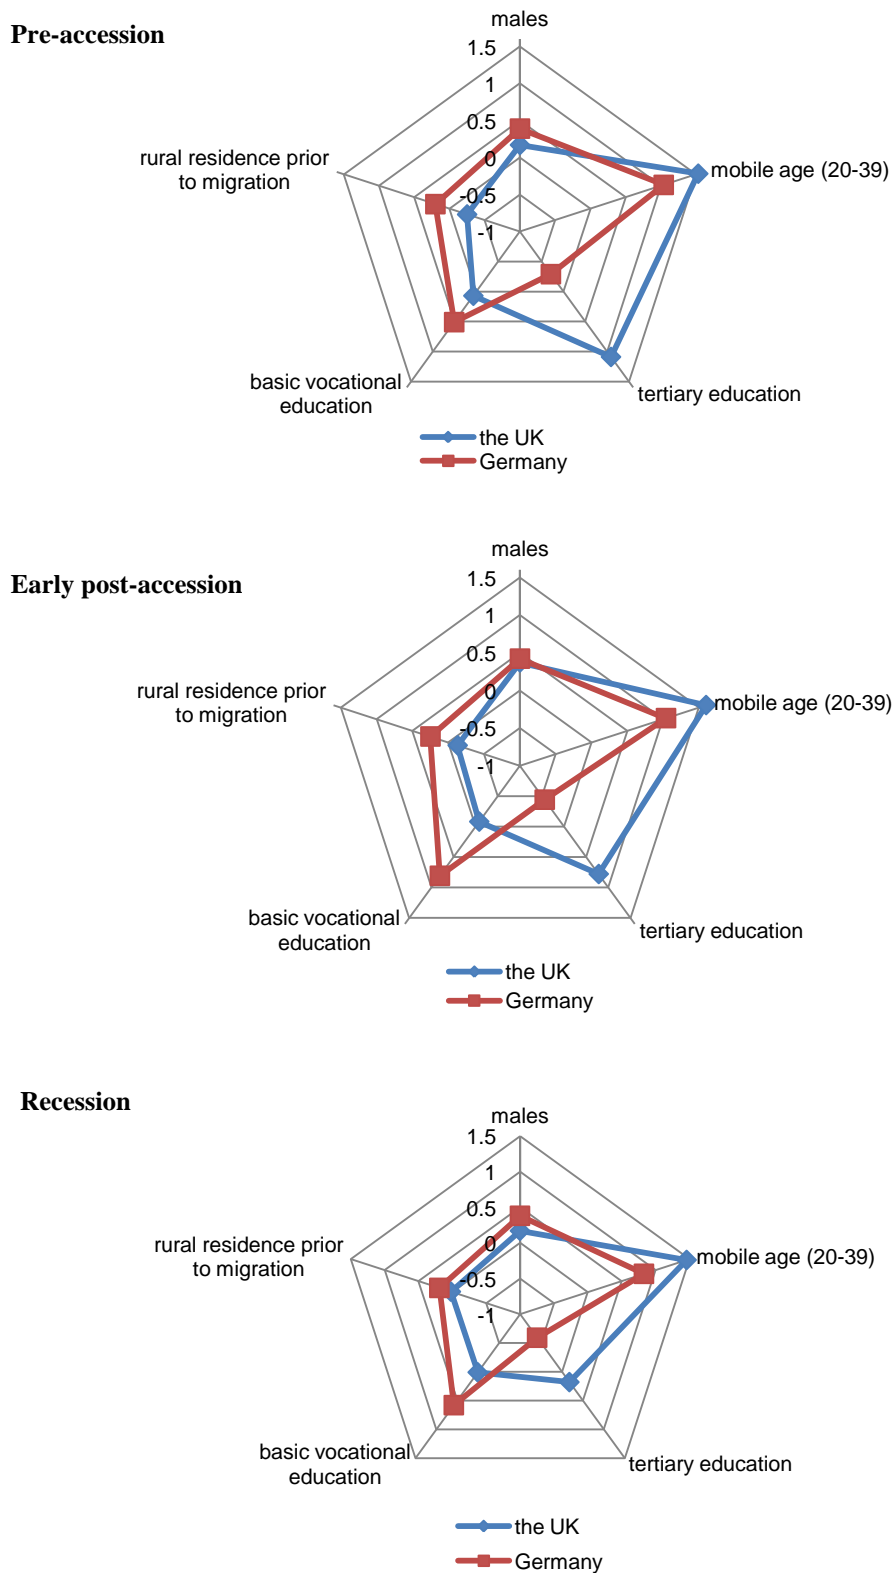 Pre-accession
males
1.5
1
0.5
0
-0.5
-1
mobile age (20-39)
rural residence prior
to migration
basic vocational
education
tertiary education
the UK
Germany
Early post-accession
males
1.5
1
0.5
0
-0.5
-1
mobile age (20-39)
rural residence prior
to migration
basic vocational
education
tertiary education
the UK
Germany
Recession
males
1.5
1
0.5
0
-0.5
-1
mobile age (20-39)
rural residence prior
to migration
basic vocational
education
tertiary education
the UK
Germany